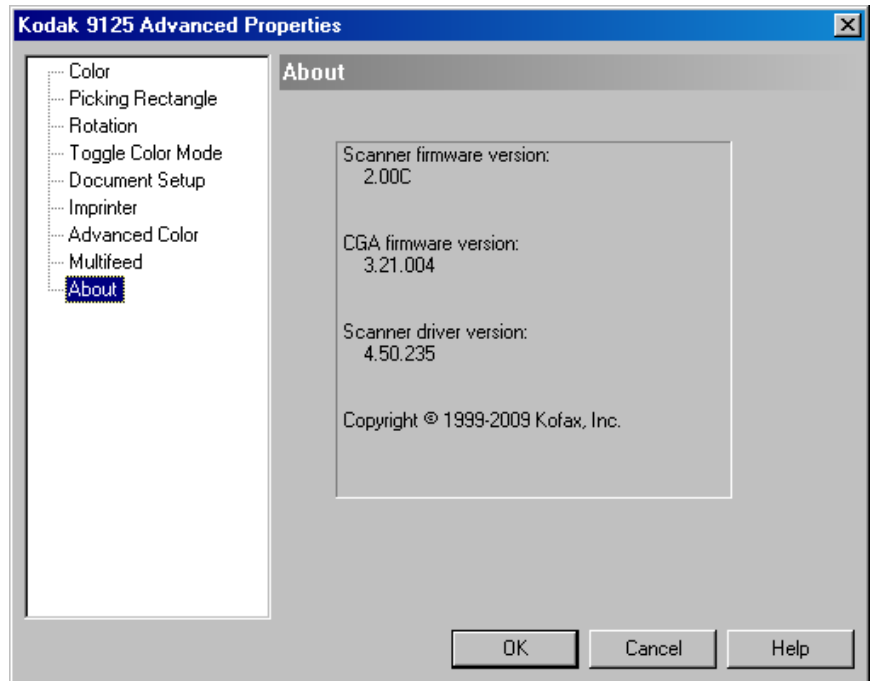 Kodak 9125 Advanced Properties
Color
Picking Rectangle
Rotation
Toggle Color Mode
Document Setup
Imprinter
Advanced Color
Multifeed
About
About
Scanner firmware version:
2.00C
CGA firmware version:
3.21.004
Scanner driver version:
4.50.235
Copyright © 1999-2009 Kofax, Inc.
OK
Cancel
Help